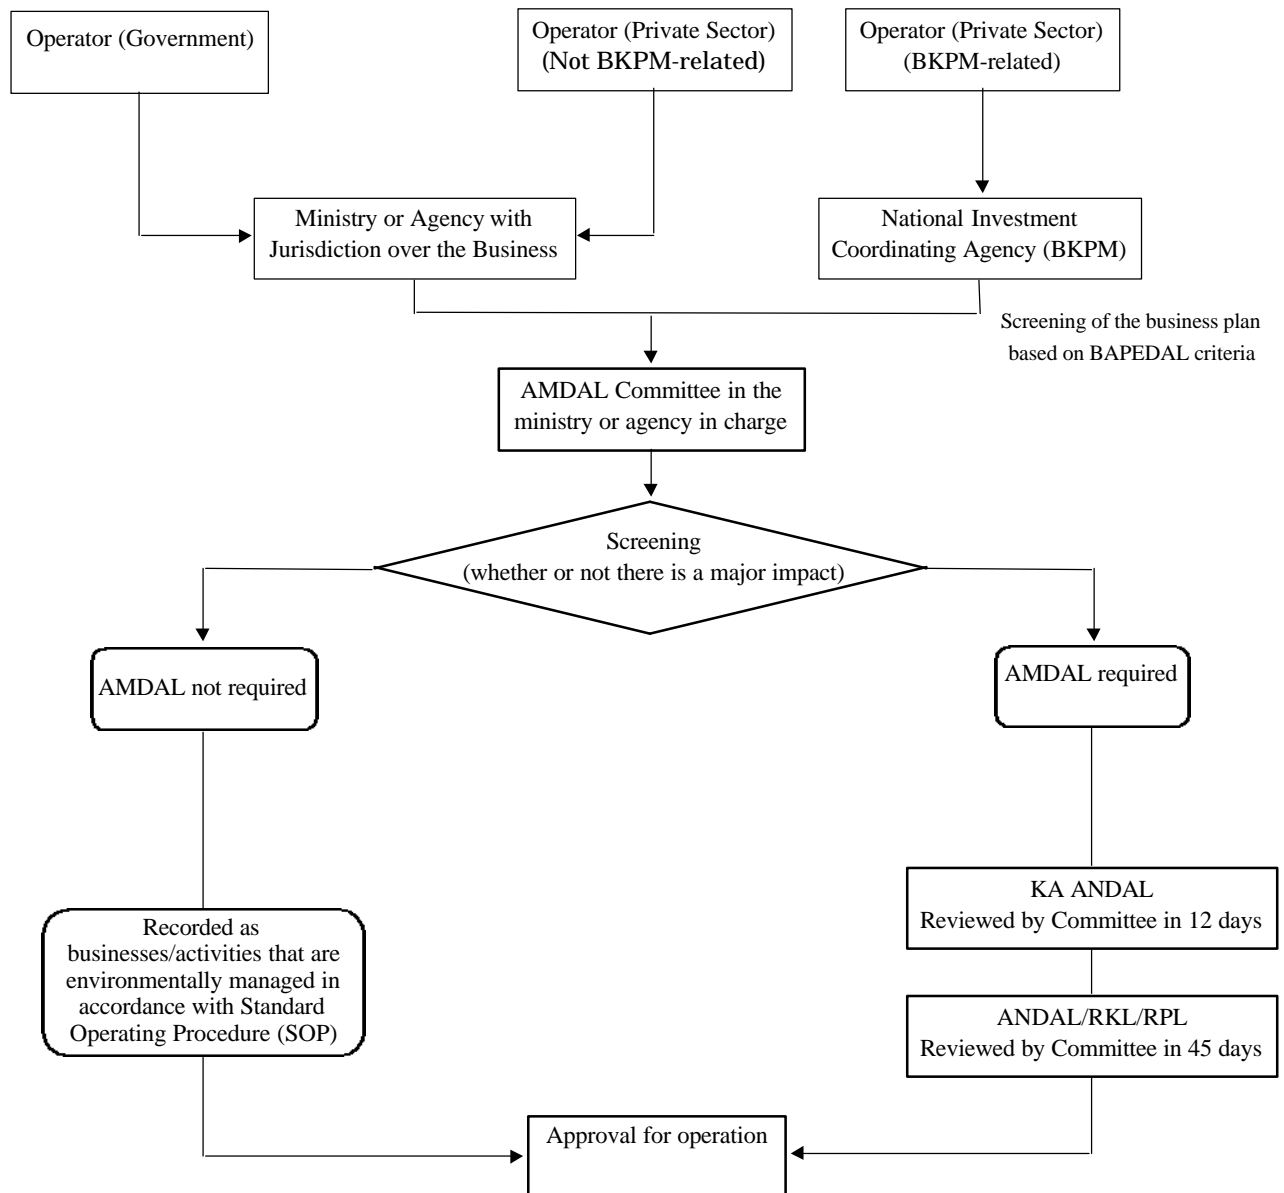 Operator (Government)
Operator (Private Sector)
(Not BKPM-related)
Operator (Private Sector)
(BKPM-related)
Ministry or Agency with
Jurisdiction over the Business
National Investment
Coordinating Agency (BKPM)
Screening of the business plan
based on BAPEDAL criteria
AMDAL Committee in the
ministry or agency in charge
Screening
(whether or not there is a major impact)
AMDAL not required
AMDAL required
Recorded as
businesses/activities that are
environmentally managed in
accordance with Standard
Operating Procedure (SOP)
KA ANDAL
Reviewed by Committee in 12 days
ANDAL/RKL/RPL
Reviewed by Committee in 45 days
Approval for operation